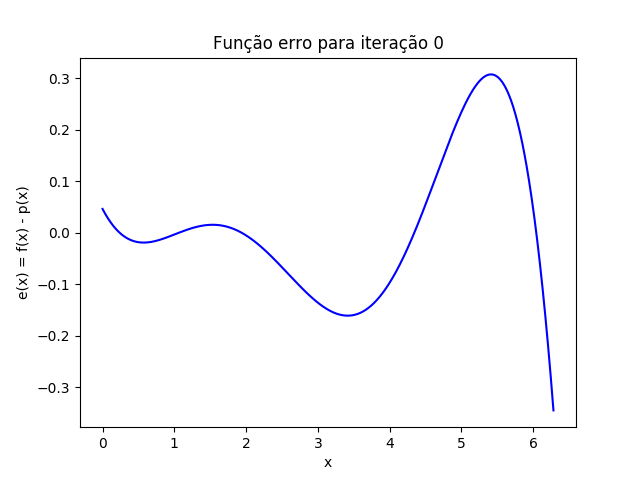 Função erro para iteração 0
0.3
0.2
0.1
0.0
−0.1
−0.2
−0.3
e(x) = f(x) - p(x)
0 1 2 3 4 5 6
x